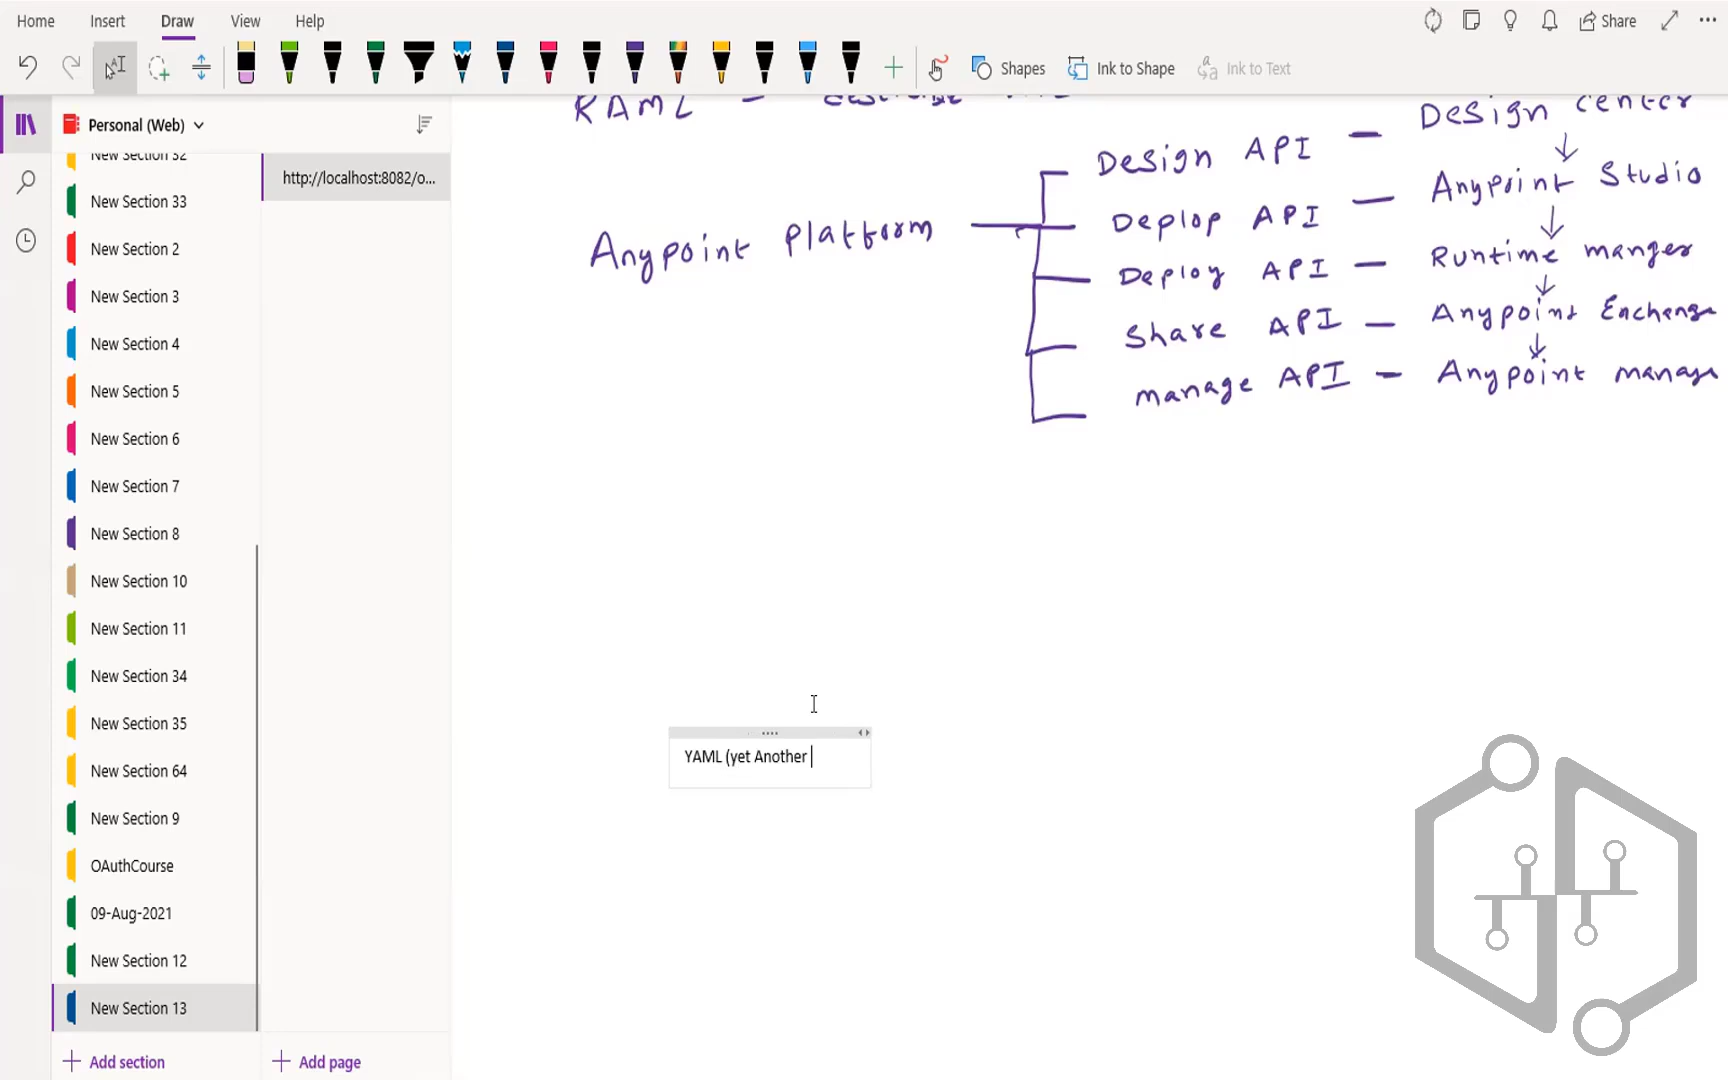 Home Insert Draw View Help Share
Shapes Ink to Shape Ink to Text
Personal (Web)
New Section 32
New Section 33
New Section 2
New Section 3
New Section 4
New Section 5
New Section 6
New Section 7
New Section 8
New Section 10
New Section 11
New Section 34
New Section 35
New Section 64
New Section 9
OAuthCourse
09-Aug-2021
New Section 12
New Section 13
Add section
http://localhost:8082/o...
Add page
RAML -
Anypoint Platform
Design API - Design center
Deplop API - Anypoint Studio
Deploy API - Runtime manger
Share API - Anypoint Exchange
manage API - Anypoint manage
YAML (yet Another